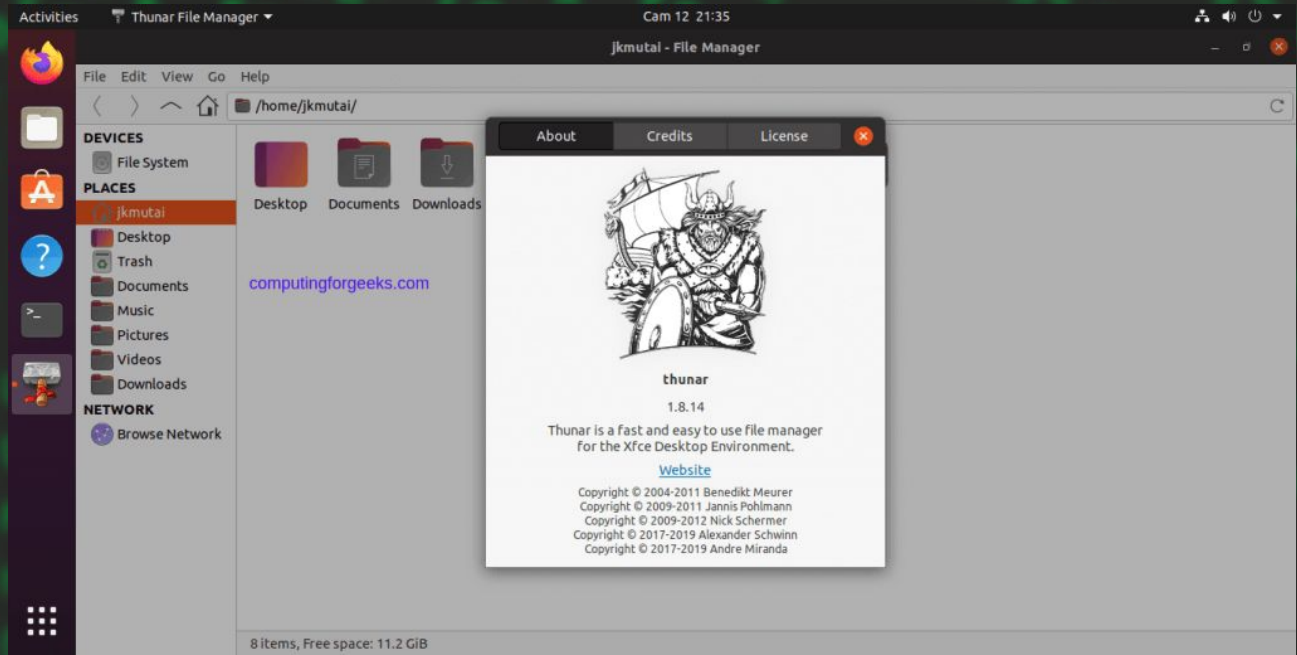 Activities
Thunar File Manager
Cam 12 21:35
jkmutai - File Manager
File Edit View Go Help
/home/jkmutai/
DEVICES
File System
PLACES
jkmutai
Desktop
Trash
Documents
Music
Pictures
Videos
Downloads
NETWORK
Browse Network
Desktop
Documents
Downloads
computingforgeeks.com
About
Credits
License
thunar
1.8.14
Thunar is a fast and easy to use file manager
for the Xfce Desktop Environment.
Website
Copyright © 2004-2011 Benedikt Meurer
Copyright © 2009-2011 Jannis Pohlmann
Copyright © 2009-2012 Nick Schermer
Copyright © 2017-2019 Alexander Schwinn
Copyright © 2017-2019 Andre Miranda
8 items, Free space: 11.2 GiB